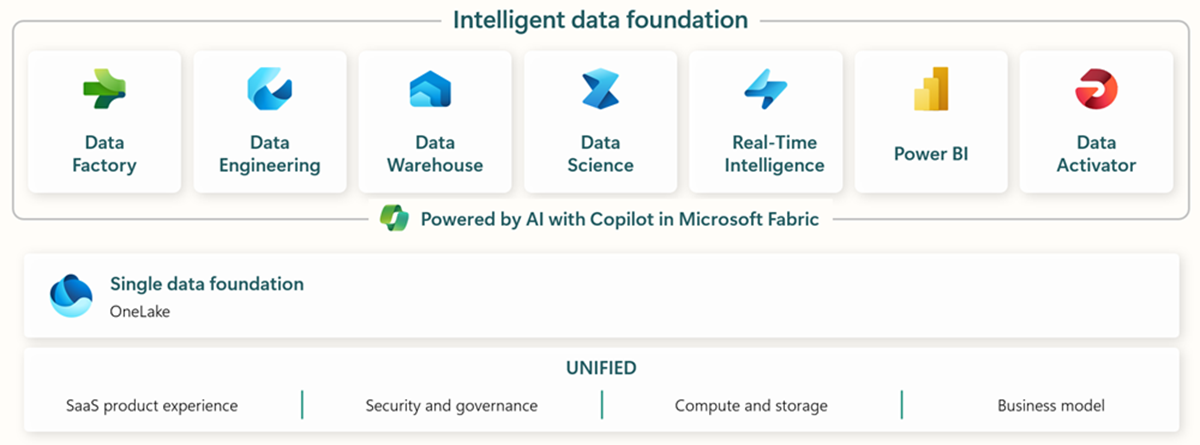 Intelligent data foundation
Data
Factory
Data
Engineering
Data
Warehouse
Data
Science
Real-Time
Intelligence
Power BI
Data
Activator
Powered by AI with Copilot in Microsoft Fabric
Single data foundation
OneLake
UNIFIED
SaaS product experience
Security and governance
Compute and storage
Business model